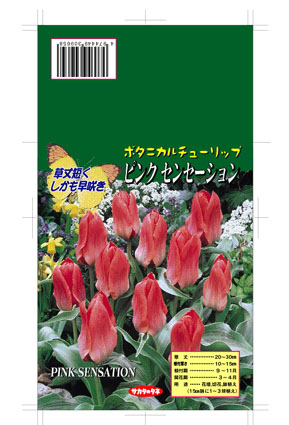 ボタニカルチューリップ
ピンク センセーション
草丈短く
しかも早咲き
PINK SENSATION
サカタのタネ
草丈 20～30cm
植付深さ 10～15cm
植付期 9～11月
開花期 3～4月
用途 花壇、切花、鉢植え